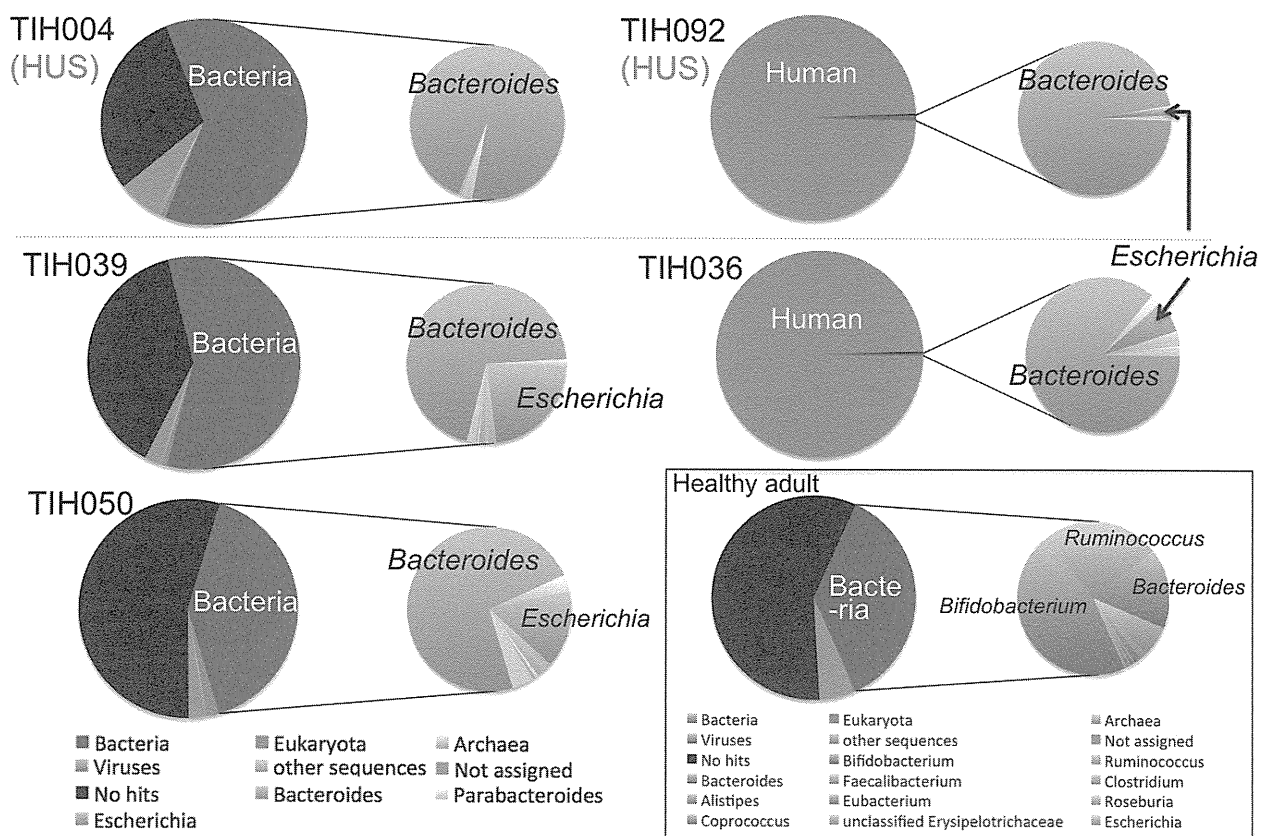 TIH004
(HUS)
Bacteria
Bacteroides
TIH092
(HUS)
Human
Bacteroides
TIH039
Bacteria
Bacteroides
Escherichia
TIH036
Human
Bacteroides
Escherichia
TIH050
Bacteria
Bacteroides
Escherichia
Bacteria
Eukaryota
Archaea
Viruses
other sequences
Not assigned
No hits
Bacteroides
Parabacteroides
Escherichia
Healthy adult
Bacte
-ria
Ruminococcus
Bacteroides
Bifidobacterium
Bacteria
Eukaryota
Archaea
Viruses
other sequences
Not assigned
No hits
Bifidobacterium
Ruminococcus
Bacteroides
Faecalibacterium
Clostridium
Alistipes
Eubacterium
Roseburia
Coprococcus
unclassified Erysipelotrichaceae
Escherichia